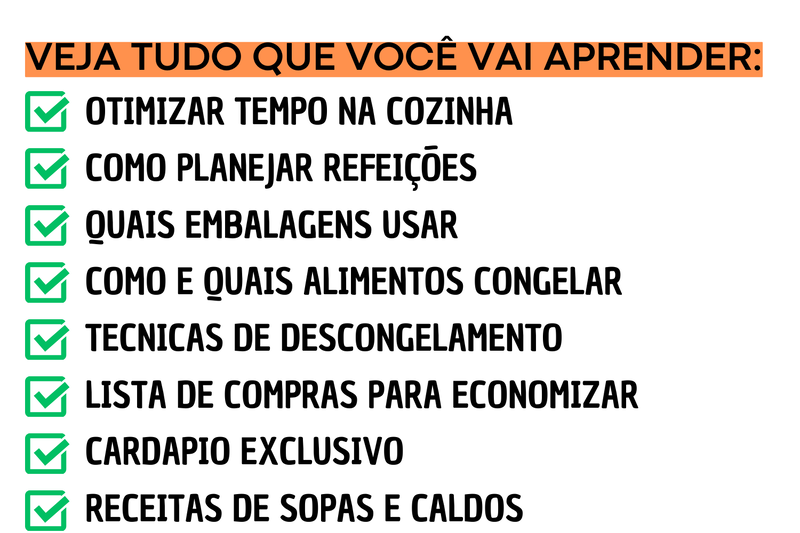 VEJA TUDO QUE VOCÊ VAI APRENDER:
OTIMIZAR TEMPO NA COZINHA
COMO PLANEJAR REFEIÇÕES
QUAIS EMBALAGENS USAR
COMO E QUAIS ALIMENTOS CONGELAR
TECNICAS DE DESCONGELAMENTO
LISTA DE COMPRAS PARA ECONOMIZAR
CARDAPIO EXCLUSIVO
RECEITAS DE SOPAS E CALDOS